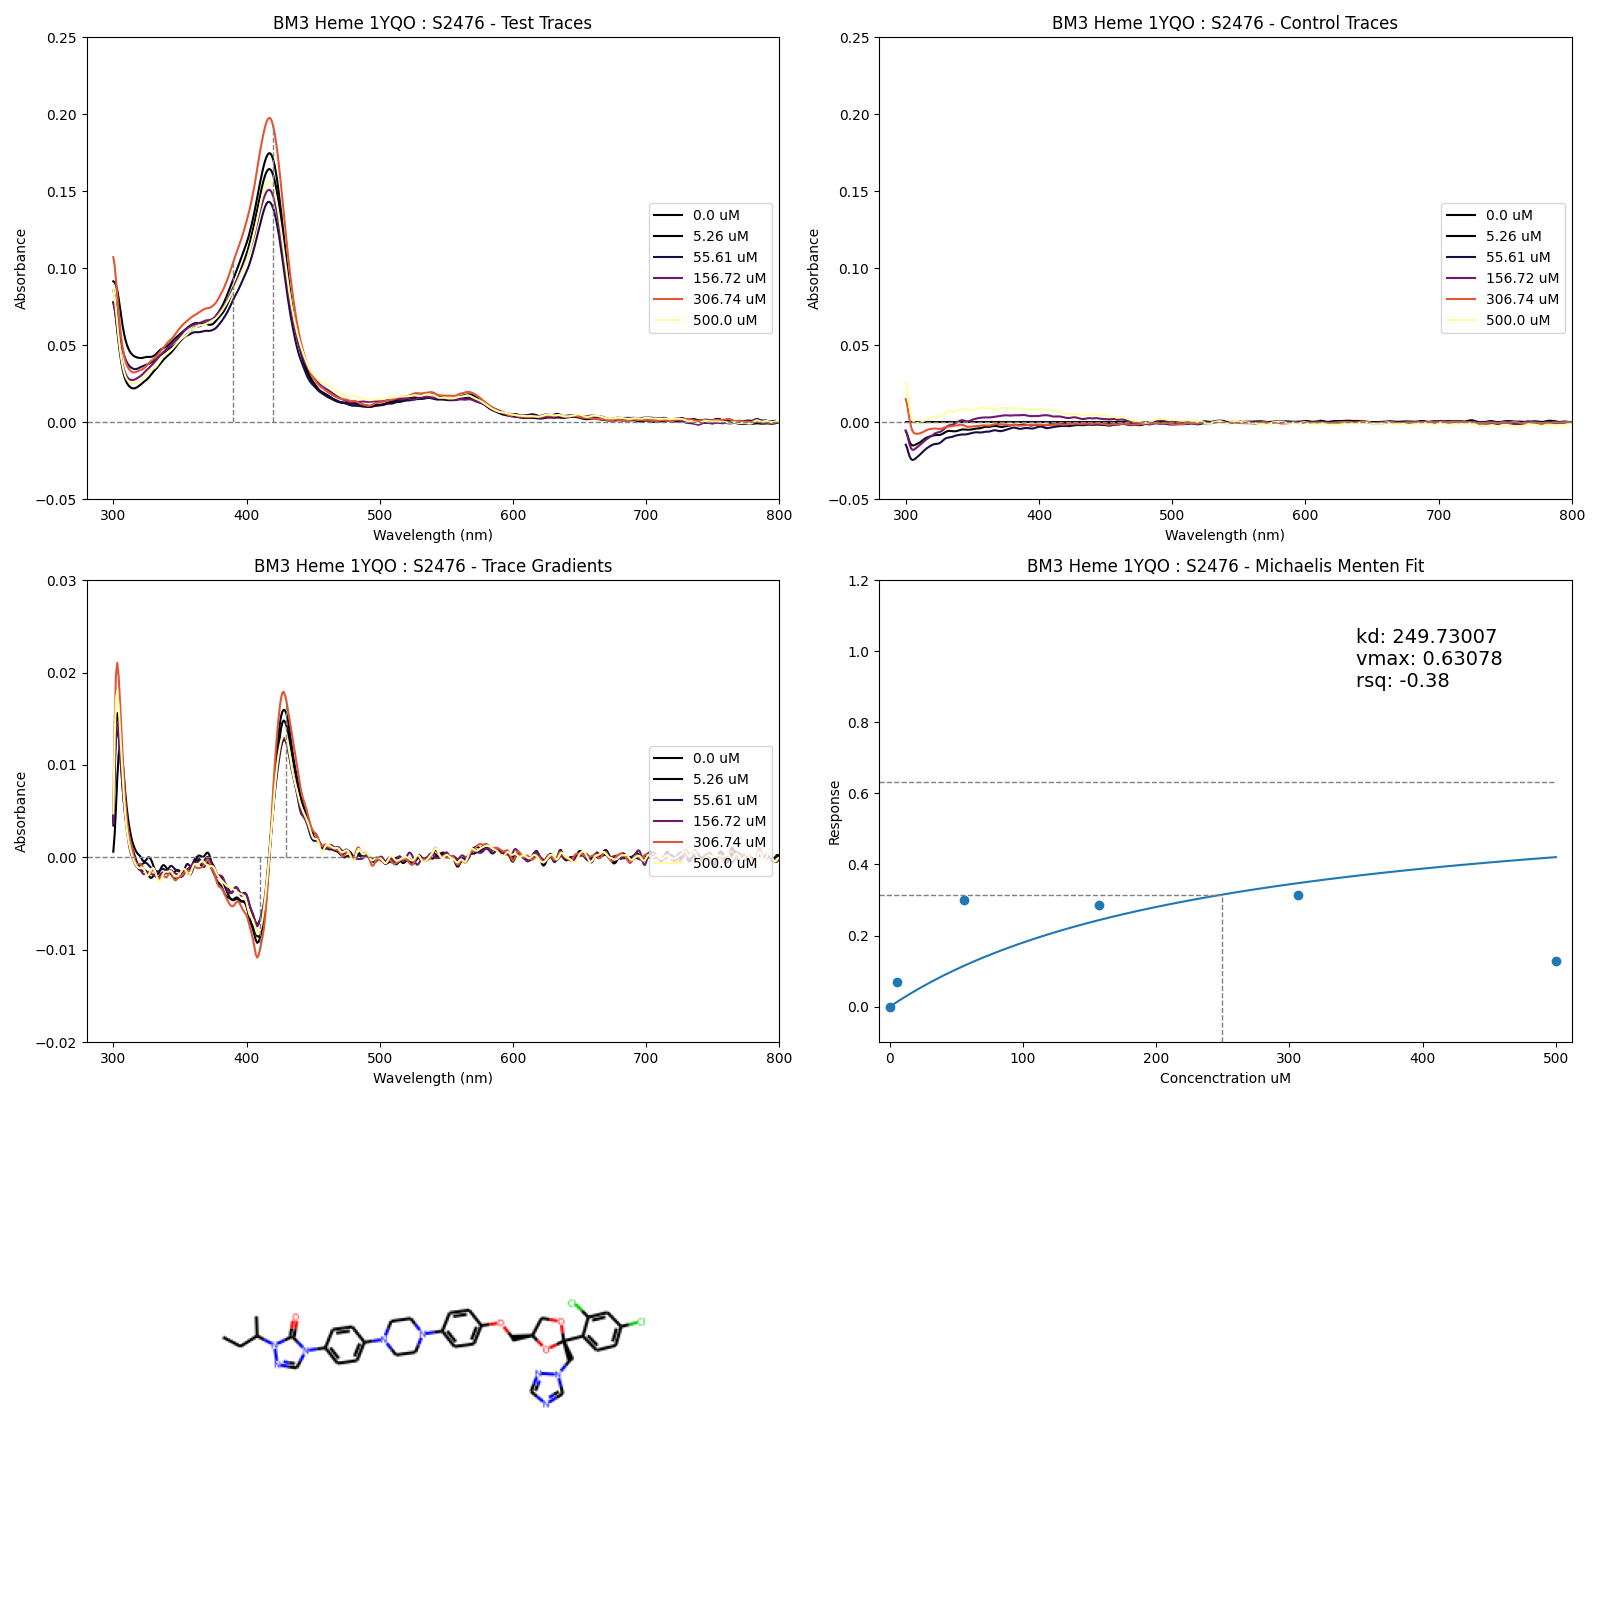 BM3 Heme 1YQO : S2476 - Test Traces
0.25
0.20
0.15
0.10
0.05
0.00
−0.05
Absorbance
300
400
500
600
700
800
Wavelength (nm)
0.0 uM
5.26 uM
55.61 uM
156.72 uM
306.74 uM
500.0 uM
BM3 Heme 1YQO : S2476 - Control Traces
0.25
0.20
0.15
0.10
0.05
0.00
−0.05
Absorbance
300
400
500
600
700
800
Wavelength (nm)
0.0 uM
5.26 uM
55.61 uM
156.72 uM
306.74 uM
500.0 uM
BM3 Heme 1YQO : S2476 - Trace Gradients
0.03
0.02
0.01
0.00
−0.01
−0.02
Absorbance
300
400
500
600
700
800
Wavelength (nm)
0.0 uM
5.26 uM
55.61 uM
156.72 uM
306.74 uM
500.0 uM
BM3 Heme 1YQO : S2476 - Michaelis Menten Fit
1.2
1.0
0.8
0.6
0.4
0.2
0.0
Response
0
100
200
300
400
500
Concenctration uM
kd: 249.73007
vmax: 0.63078
rsq: -0.38
O
N
N
N
N
N
O
O
O
Cl
Cl
N
N
N